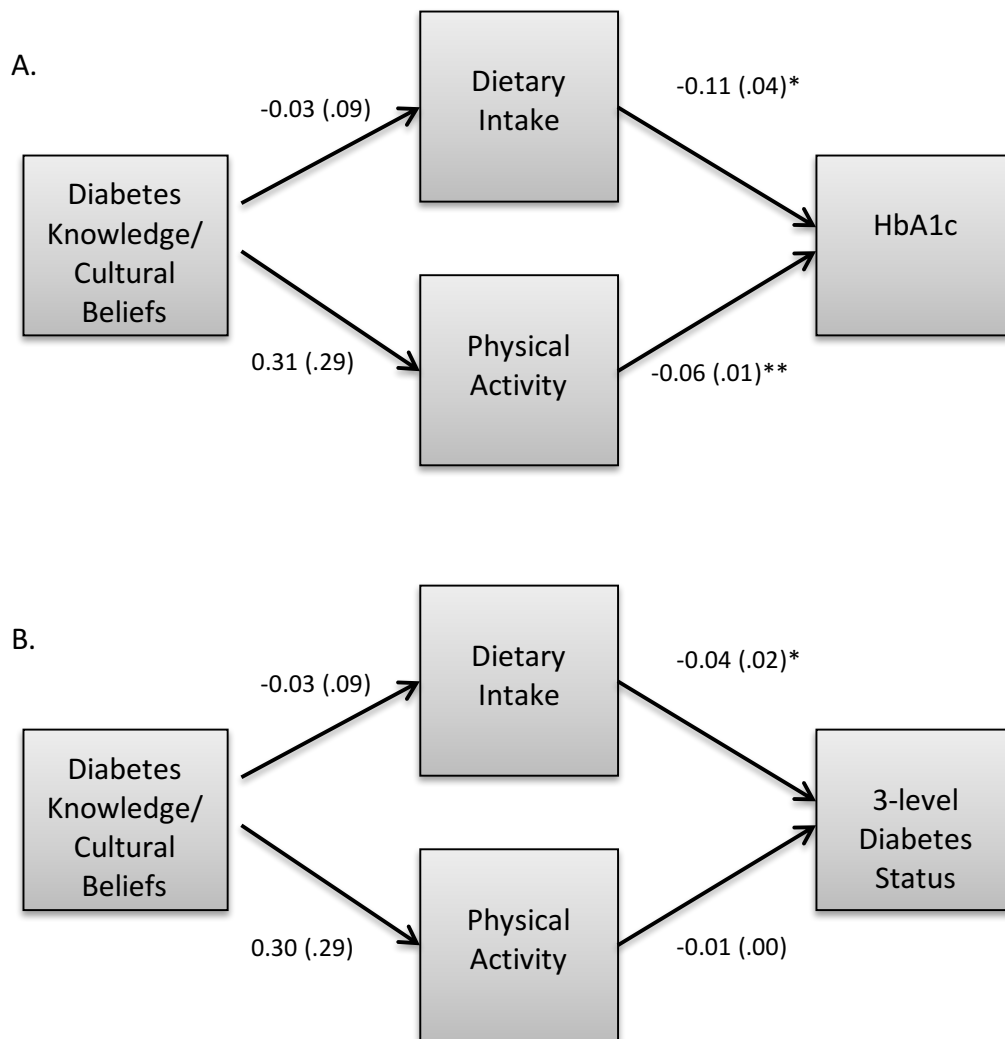 A.
Diabetes
Knowledge/
Cultural
Beliefs
-0.03 (.09)
0.31 (.29)
Dietary
Intake
Physical
Activity
-0.11 (.04)*
-0.06 (.01)**
HbA1c
B.
Diabetes
Knowledge/
Cultural
Beliefs
-0.03 (.09)
0.30 (.29)
Dietary
Intake
Physical
Activity
-0.04 (.02)*
-0.01 (.00)
3-level
Diabetes
Status